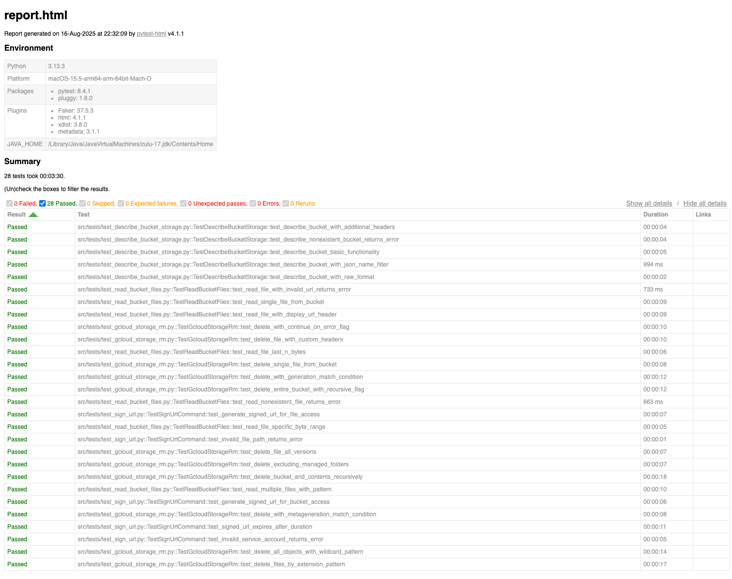 report.html
Report generated on 16-Aug-2025 at 22:32:09 by pytest-html v4.1.1
Environment
Python 3.13.3
Platform macOS-15.5-arm64-arm-64bit-Mach-O
Packages
pytest: 8.4.1
pluggy: 1.6.0
Plugins
Faker: 37.5.3
html: 4.1.1
xdist: 3.8.0
metadata: 3.1.1
JAVA_HOME /Library/Java/JavaVirtualMachines/zulu-17.jdk/Contents/Home
Summary
28 tests took 00:03:30.
(Un)check the boxes to filter the results.
0 Failed, 28 Passed, 0 Skipped, 0 Expected failures, 0 Unexpected passes, 0 Errors, 0 Reruns Show all details / Hide all details
Result Test Duration Links
Passed src/tests/test_describe_bucket_storage.py::TestDescribeBucketStorage::test_describe_bucket_with_additional_headers 00:00:04
Passed src/tests/test_describe_bucket_storage.py::TestDescribeBucketStorage::test_describe_nonexistent_bucket_returns_error 00:00:04
Passed src/tests/test_describe_bucket_storage.py::TestDescribeBucketStorage::test_describe_bucket_basic_functionality 00:00:05
Passed src/tests/test_describe_bucket_storage.py::TestDescribeBucketStorage::test_describe_bucket_with_json_name_filter 994 ms
Passed src/tests/test_describe_bucket_storage.py::TestDescribeBucketStorage::test_describe_bucket_with_raw_format 00:00:02
Passed src/tests/test_read_bucket_files.py::TestReadBucketFiles::test_read_file_with_invalid_url_returns_error 733 ms
Passed src/tests/test_read_bucket_files.py::TestReadBucketFiles::test_read_single_file_from_bucket 00:00:09
Passed src/tests/test_read_bucket_files.py::TestReadBucketFiles::test_read_file_with_display_url_header 00:00:09
Passed src/tests/test_gcloud_storage_rm.py::TestGcloudStorageRm::test_delete_with_continue_on_error_flag 00:00:10
Passed src/tests/test_gcloud_storage_rm.py::TestGcloudStorageRm::test_delete_file_with_custom_headers 00:00:10
Passed src/tests/test_read_bucket_files.py::TestReadBucketFiles::test_read_file_last_n_bytes 00:00:06
Passed src/tests/test_gcloud_storage_rm.py::TestGcloudStorageRm::test_delete_single_file_from_bucket 00:00:08
Passed src/tests/test_gcloud_storage_rm.py::TestGcloudStorageRm::test_delete_with_generation_match_condition 00:00:12
Passed src/tests/test_gcloud_storage_rm.py::TestGcloudStorageRm::test_delete_entire_bucket_with_recursive_flag 00:00:12
Passed src/tests/test_read_bucket_files.py::TestReadBucketFiles::test_read_nonexistent_file_returns_error 663 ms
Passed src/tests/test_sign_url.py::TestSignUrlCommand::test_generate_signed_url_for_file_access 00:00:07
Passed src/tests/test_read_bucket_files.py::TestReadBucketFiles::test_read_file_specific_byte_range 00:00:05
Passed src/tests/test_sign_url.py::TestSignUrlCommand::test_invalid_file_path_returns_error 00:00:01
Passed src/tests/test_gcloud_storage_rm.py::TestGcloudStorageRm::test_delete_file_all_versions 00:00:07
Passed src/tests/test_gcloud_storage_rm.py::TestGcloudStorageRm::test_delete_excluding_managed_folders 00:00:07
Passed src/tests/test_gcloud_storage_rm.py::TestGcloudStorageRm::test_delete_bucket_and_contents_recursively 00:00:18
Passed src/tests/test_read_bucket_files.py::TestReadBucketFiles::test_read_multiple_files_with_pattern 00:00:10
Passed src/tests/test_sign_url.py::TestSignUrlCommand::test_generate_signed_url_for_bucket_access 00:00:06
Passed src/tests/test_gcloud_storage_rm.py::TestGcloudStorageRm::test_delete_with_metageneration_match_condition 00:00:08
Passed src/tests/test_sign_url.py::TestSignUrlCommand::test_signed_url_expires_after_duration 00:00:11
Passed src/tests/test_sign_url.py::TestSignUrlCommand::test_invalid_service_account_returns_error 00:00:05
Passed src/tests/test_gcloud_storage_rm.py::TestGcloudStorageRm::test_delete_all_objects_with_wildcard_pattern 00:00:14
Passed src/tests/test_gcloud_storage_rm.py::TestGcloudStorageRm::test_delete_files_by_extension_pattern 00:00:17